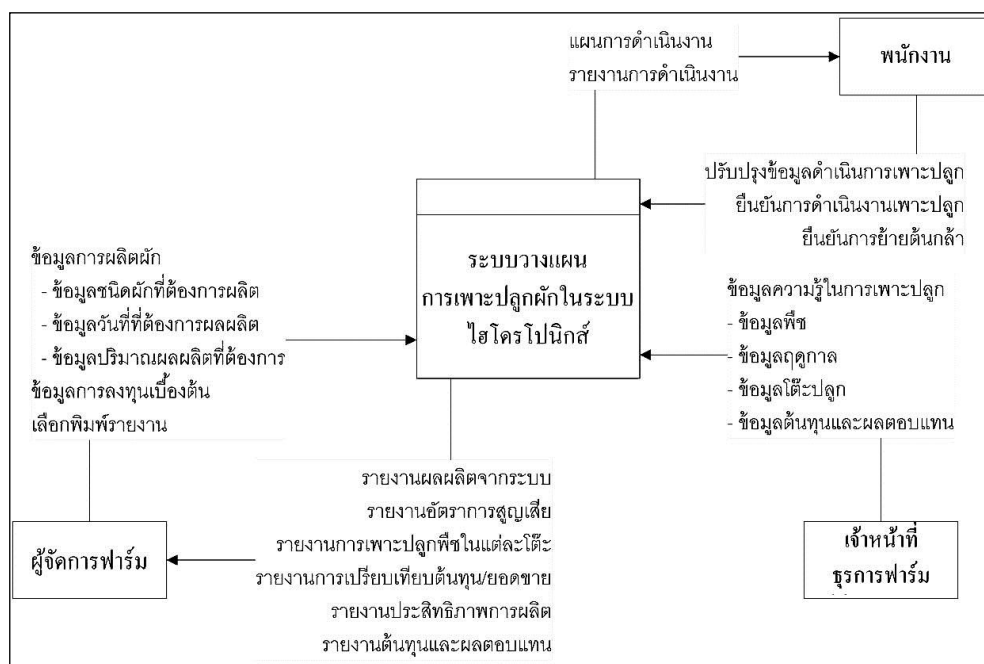 แผนการดำเนินงาน
รายงานการดำเนินงาน
พนักงาน
ปรับปรุงข้อมูลดำเนินการเพาะปลูก
ยืนยันการดำเนินงานเพาะปลูก
ยืนยันการย้ายต้นกล้า
ระบบวางแผน
การเพาะปลูกผักในระบบ
ไฮโดรโปนิกส์
ข้อมูลการผลิตผัก
- ข้อมูลชนิดผักที่ต้องการผลิต
- ข้อมูลวันที่ที่ต้องการผลผลิต
- ข้อมูลปริมาณผลผลิตที่ต้องการ
ข้อมูลการลงทุนเบื้องต้น
เลือกพิมพ์รายงาน
ข้อมูลความรู้ในการเพาะปลูก
- ข้อมูลพืช
- ข้อมูลฤดูกาล
- ข้อมูลโต๊ะปลูก
- ข้อมูลต้นทุนและผลตอบแทน
รายงานผลผลิตจากระบบ
รายงานอัตราการสูญเสีย
รายงานการเพาะปลูกพืชในแต่ละโต๊ะ
รายงานการเปรียบเทียบต้นทุน/ยอดขาย
รายงานประสิทธิภาพการผลิต
รายงานต้นทุนและผลตอบแทน
ผู้จัดการฟาร์ม
เจ้าหน้าที่
ธุรการฟาร์ม